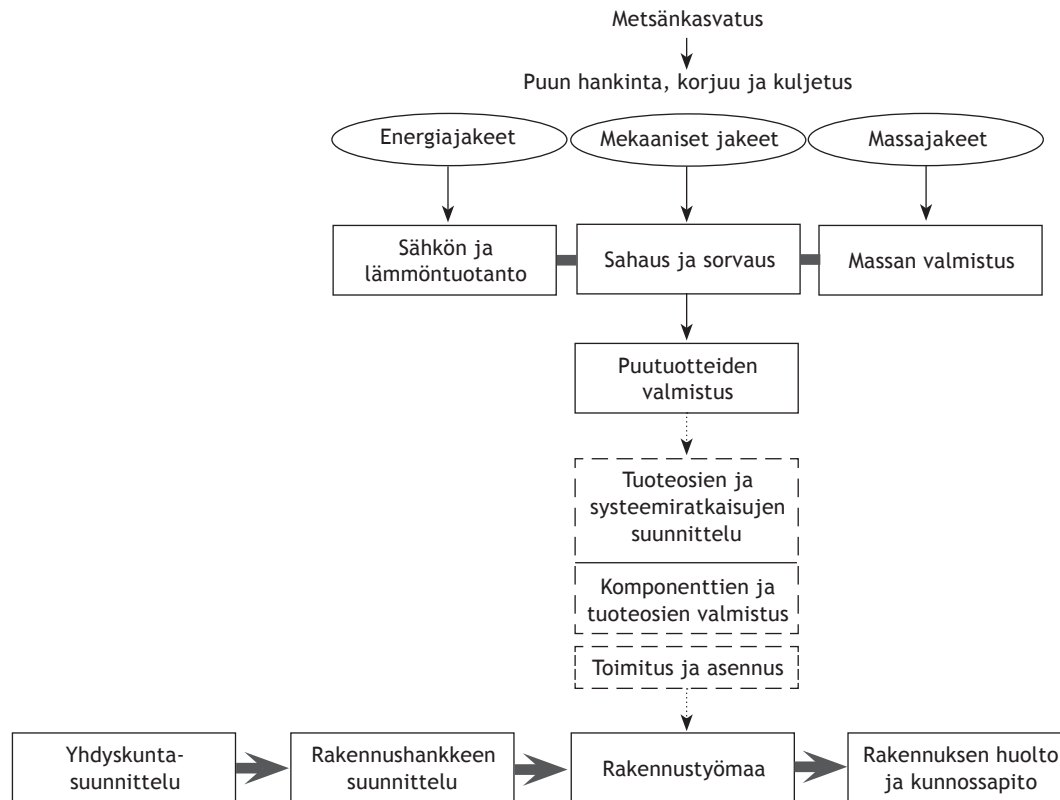 Metsänkasvatus
Puun hankinta, korjuu ja kuljetus
Energiajakeet
Mekaaniset jakeet
Massajakeet
Sähkön ja
lämmöntuotanto
Sahaus ja sorvaus
Massan valmistus
Puutuotteiden
valmistus
Tuoteosien ja
systeemiratkaisujen
suunnittelu
Komponenttien ja
tuoteosien valmistus
Toimitus ja asennus
Yhdyskunta-
suunnittelu
Rakennushankkeen
suunnittelu
Rakennustyömaa
Rakennuksen huolto
ja kunnossapito